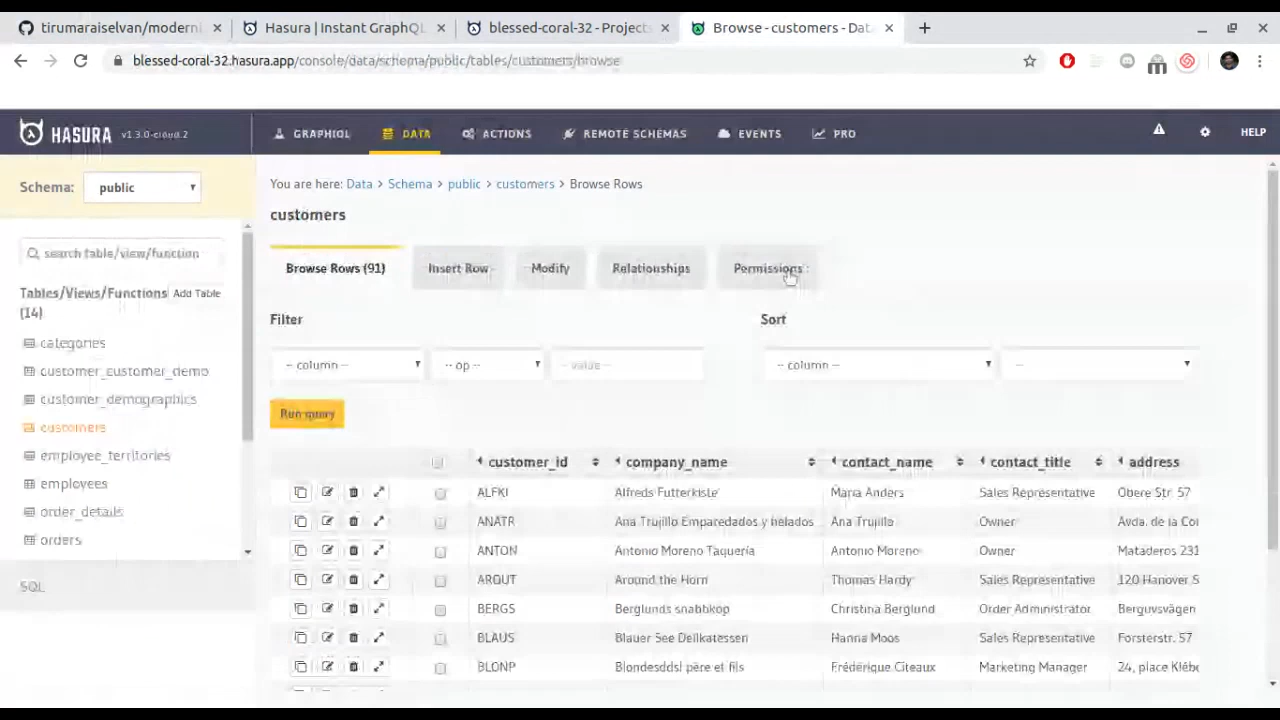 tirumaraiselvan/moderni
Hasura | Instant GraphQL
blessed-coral-32 - Projects
Browse - customers - Data
blessed-coral-32.hasura.app/console/data/schema/public/tables/customers/browse
HASURA v1.3.0-cloud.2
GRAPHIQL
DATA
ACTIONS
REMOTE SCHEMAS
EVENTS
PRO
HELP
Schema: public
You are here: Data > Schema > public > customers > Browse Rows
customers
search table/view/function
Browse Rows (91)
Insert Row
Modify
Relationships
Permissions
Tables/Views/Functions Add Table
(14)
Filter
Sort
categories
customer_customer_demo
customer_demographics
customers
employee_territories
employees
order_details
orders
SQL
-- column --
-- op --
-- value --
-- column --
--
Run query
customer_id company_name contact_name contact_title address
ALFKI Alfreds Futterkiste Maria Anders Sales Representative Obere Str. 57
ANATR Ana Trujillo Emparedados y helados Ana Trujillo Owner Avda. de la Co
ANTON Antonio Moreno Taquería Antonio Moreno Owner Mataderos 231
AROUT Around the Horn Thomas Hardy Sales Representative 120 Hanover S
BERGS Berglunds snabbköp Christina Berglund Order Administrator Berguvsvägen
BLAUS Blauer See Delikatessen Hanna Moos Sales Representative Forsterstr. 57
BLONP Blondesddsl père et fils Frédérique Citeaux Marketing Manager 24, place Klébe